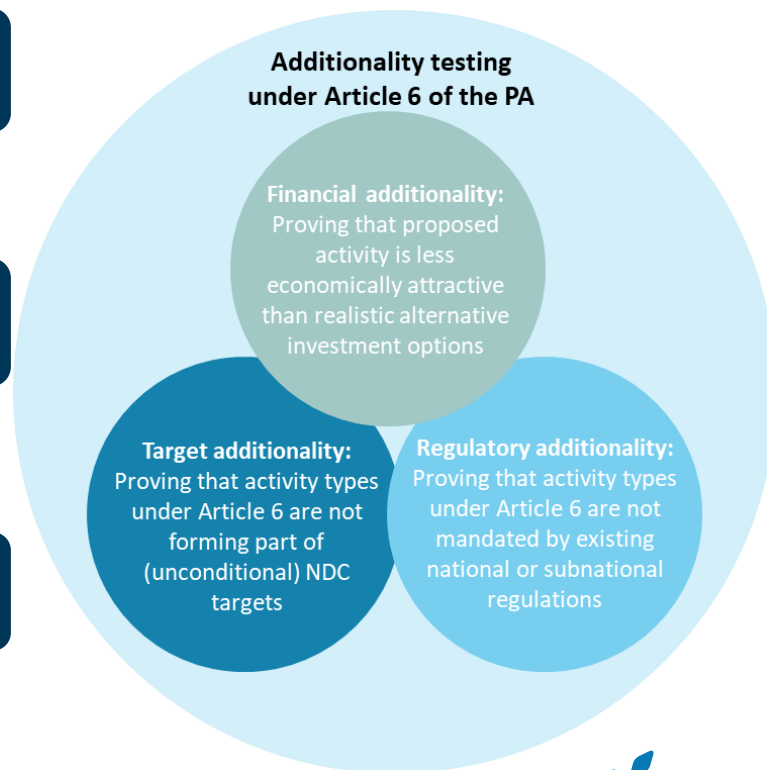 Additionality testing
under Article 6 of the PA
Financial additionality:
Proving that proposed
activity is less
economically attractive
than realistic alternative
investment options
Target additionality:
Proving that activity types
under Article 6 are not
forming part of
(unconditional) NDC
targets
Regulatory additionality:
Proving that activity types
under Article 6 are not
mandated by existing
national or subnational
regulations